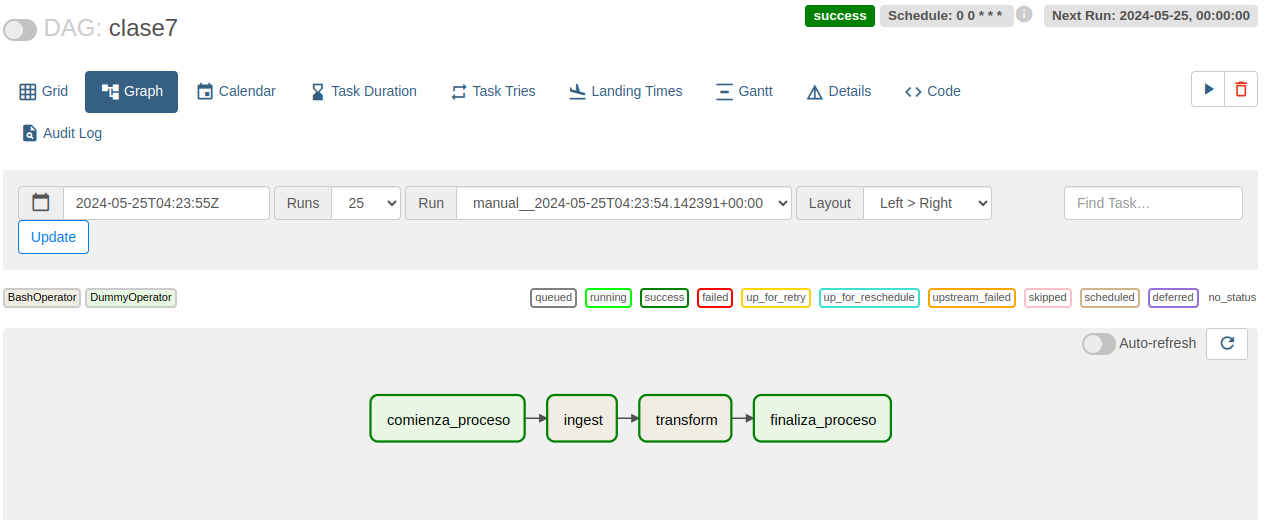 DAG: clase7
success
Schedule: 0 0 * * *
Next Run: 2024-05-25, 00:00:00
Grid
Graph
Calendar
Task Duration
Task Tries
Landing Times
Gantt
Details
Code
Audit Log
2024-05-25T04:23:55Z
Runs
25
Run
manual__2024-05-25T04:23:54.142391+00:00
Layout
Left > Right
Find Task…
Update
BashOperator
DummyOperator
queued
running
success
failed
up_for_retry
up_for_reschedule
upstream_failed
skipped
scheduled
deferred
no_status
Auto-refresh
comienza_proceso
ingest
transform
finaliza_proceso